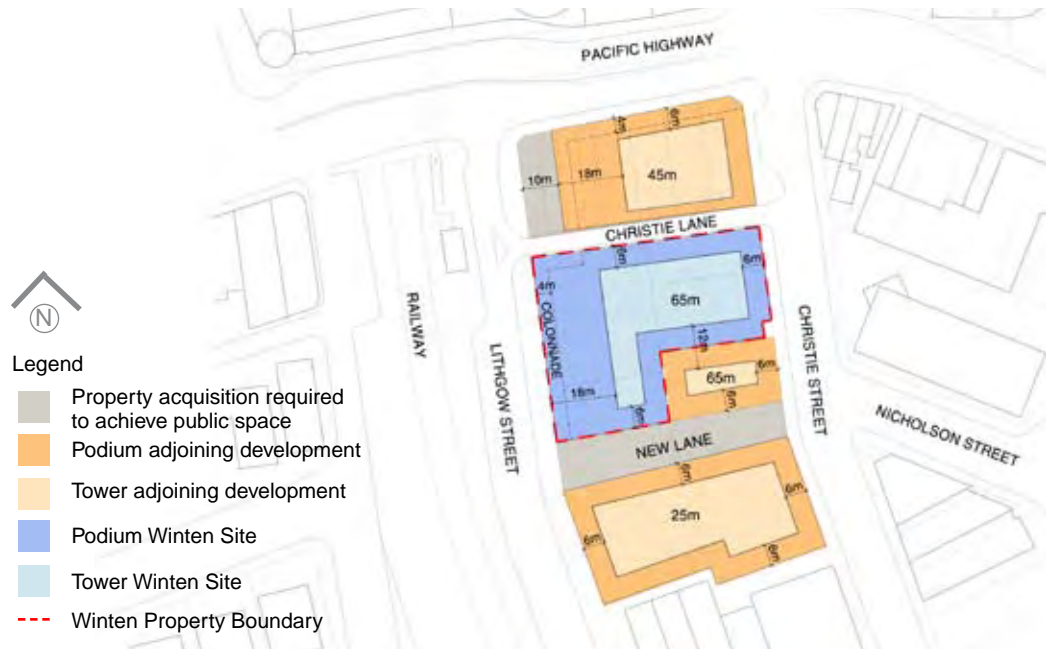 PACIFIC HIGHWAY
4m
6m
10m
18m
45m
CHRISTIE LANE
6m
6m
4m
65m
COLONNADE
12m
65m
6m
18m
6m
6m
NEW LANE
6m
6m
25m
6m
6m
RAILWAY
LITHGOW STREET
CHRISTIE STREET
NICHOLSON STREET
N
Legend
Property acquisition required
to achieve public space
Podium adjoining development
Tower adjoining development
Podium Winten Site
Tower Winten Site
Winten Property Boundary